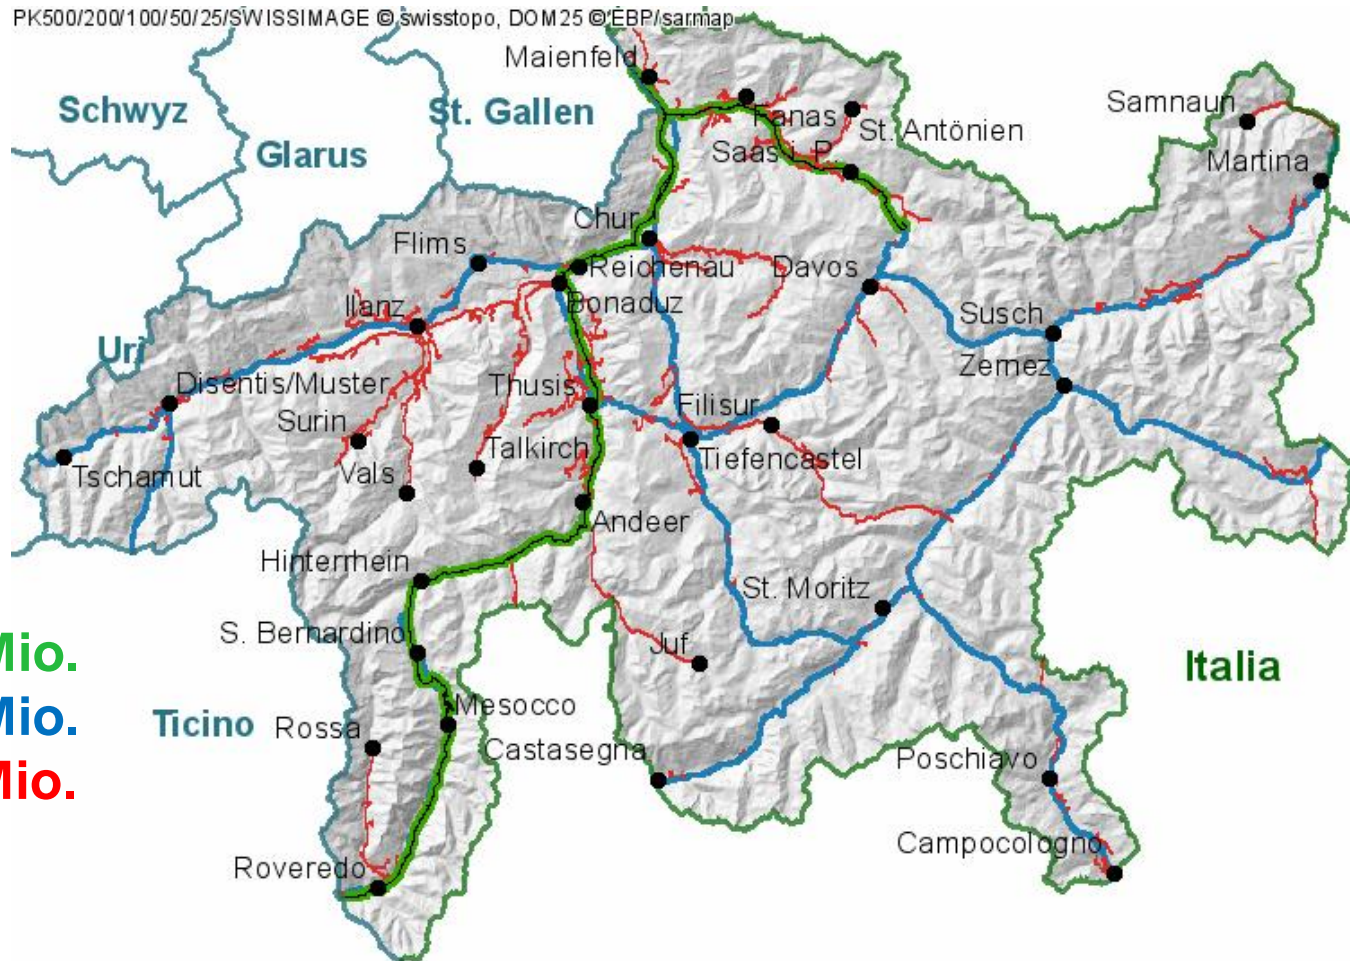 PK500/200/100/50/25/SWISSIMAGE © swisstopo, DOM25 © EBP/sarmap
Maienfeld
Schwyz
St. Gallen
Samnaun
Fanas
St. Antönien
Glarus
Saas i. P.
Martina
Chur
Flims
Reichenau
Davos
Bonaduz
Ilanz
Susch
Uri
Zernez
Disentis/Muster
Thusis
Filisur
Surin
Talkirch
Tiefencastel
Tschamut
Vals
Andeer
Hinterrhein
St. Moritz
S. Bernardino
Juf
Mio.
Italia
Mio.
Ticino
Rossa
Mesocco
Castasegna
Poschiavo
Mio.
Campocologno
Roveredo